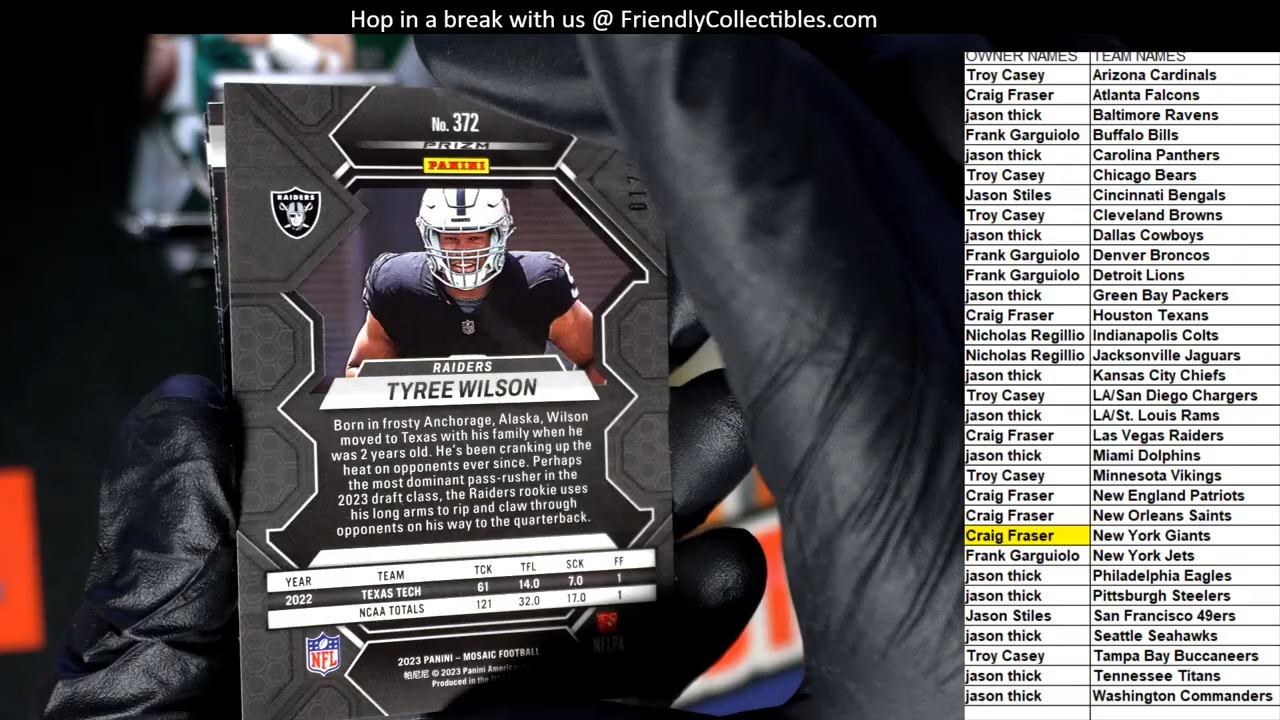 Hop in a break with us @ FriendlyCollectibles.com
No. 372
PRIZM
PANINI
RAIDERS
RAIDERS
TYREE WILSON
Born in frosty Anchorage, Alaska, Wilson
moved to Texas with his family when he
was 2 years old. He's been cranking up the
heat on opponents ever since. Perhaps
the most dominant pass-rusher in the
2023 draft class, the Raiders rookie uses
his long arms to rip and claw through
opponents on his way to the quarterback.
YEAR TEAM TCK TFL SCK FF
2022 TEXAS TECH 61 14.0 7.0 1
NCAA TOTALS 121 32.0 17.0 1
NFL
NFLPA
2023 PANINI – MOSAIC FOOTBALL
帕尼尼 © 2023 Panini America
Produced in the
OWNER NAMES TEAM NAMES
Troy Casey Arizona Cardinals
Craig Fraser Atlanta Falcons
jason thick Baltimore Ravens
Frank Garguiolo Buffalo Bills
jason thick Carolina Panthers
Troy Casey Chicago Bears
Jason Stiles Cincinnati Bengals
Troy Casey Cleveland Browns
jason thick Dallas Cowboys
Frank Garguiolo Denver Broncos
Frank Garguiolo Detroit Lions
jason thick Green Bay Packers
Craig Fraser Houston Texans
Nicholas Regillio Indianapolis Colts
Nicholas Regillio Jacksonville Jaguars
jason thick Kansas City Chiefs
Troy Casey LA/San Diego Chargers
jason thick LA/St. Louis Rams
Craig Fraser Las Vegas Raiders
jason thick Miami Dolphins
Troy Casey Minnesota Vikings
Craig Fraser New England Patriots
Craig Fraser New Orleans Saints
Craig Fraser New York Giants
Frank Garguiolo New York Jets
jason thick Philadelphia Eagles
jason thick Pittsburgh Steelers
Jason Stiles San Francisco 49ers
jason thick Seattle Seahawks
Troy Casey Tampa Bay Buccaneers
jason thick Tennessee Titans
jason thick Washington Commanders